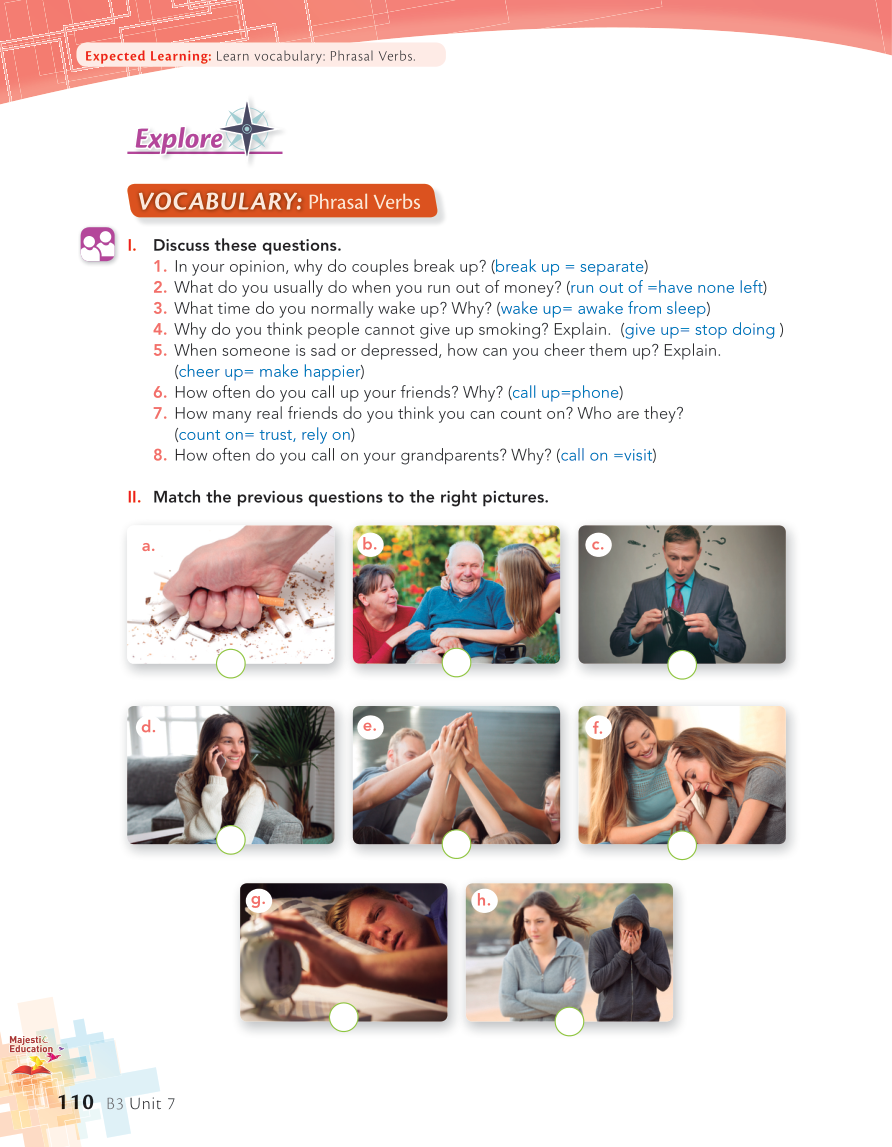 Expected Learning: Learn vocabulary: Phrasal Verbs.
Explore
VOCABULARY: Phrasal Verbs
I. Discuss these questions.
1. In your opinion, why do couples break up? (break up = separate)
2. What do you usually do when you run out of money? (run out of =have none left)
3. What time do you normally wake up? Why? (wake up= awake from sleep)
4. Why do you think people cannot give up smoking? Explain. (give up= stop doing )
5. When someone is sad or depressed, how can you cheer them up? Explain.
(cheer up= make happier)
6. How often do you call up your friends? Why? (call up=phone)
7. How many real friends do you think you can count on? Who are they?
(count on= trust, rely on)
8. How often do you call on your grandparents? Why? (call on =visit)
II. Match the previous questions to the right pictures.
a.
b.
c.
d.
e.
f.
g.
h.
Majestic
Education
110 B3 Unit 7